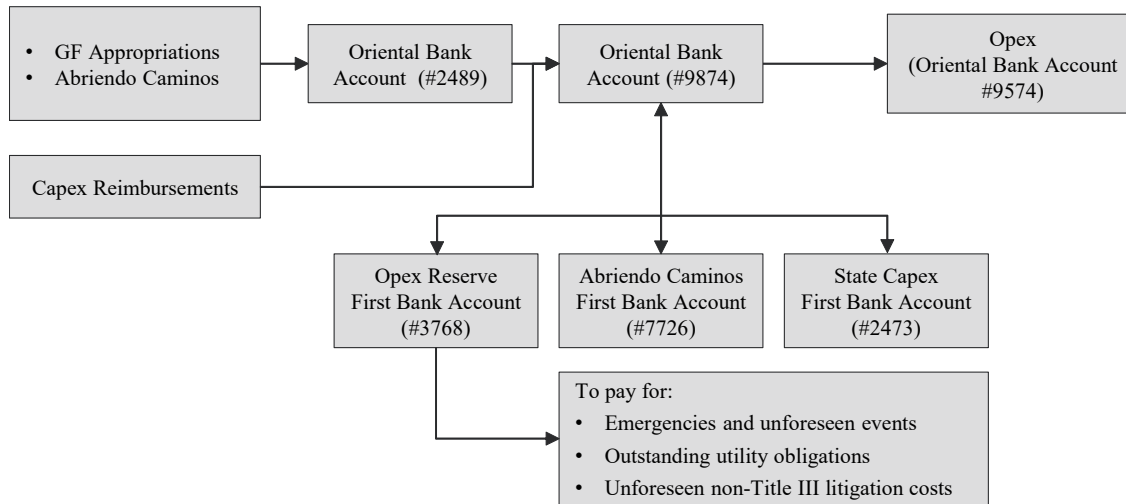 • GF Appropriations
• Abriendo Caminos
Oriental Bank
Account (#2489)
Oriental Bank
Account (#9874)
Opex
(Oriental Bank Account
#9574)
Capex Reimbursements
Opex Reserve
First Bank Account
(#3768)
Abriendo Caminos
First Bank Account
(#7726)
State Capex
First Bank Account
(#2473)
To pay for:
• Emergencies and unforeseen events
• Outstanding utility obligations
• Unforeseen non-Title III litigation costs